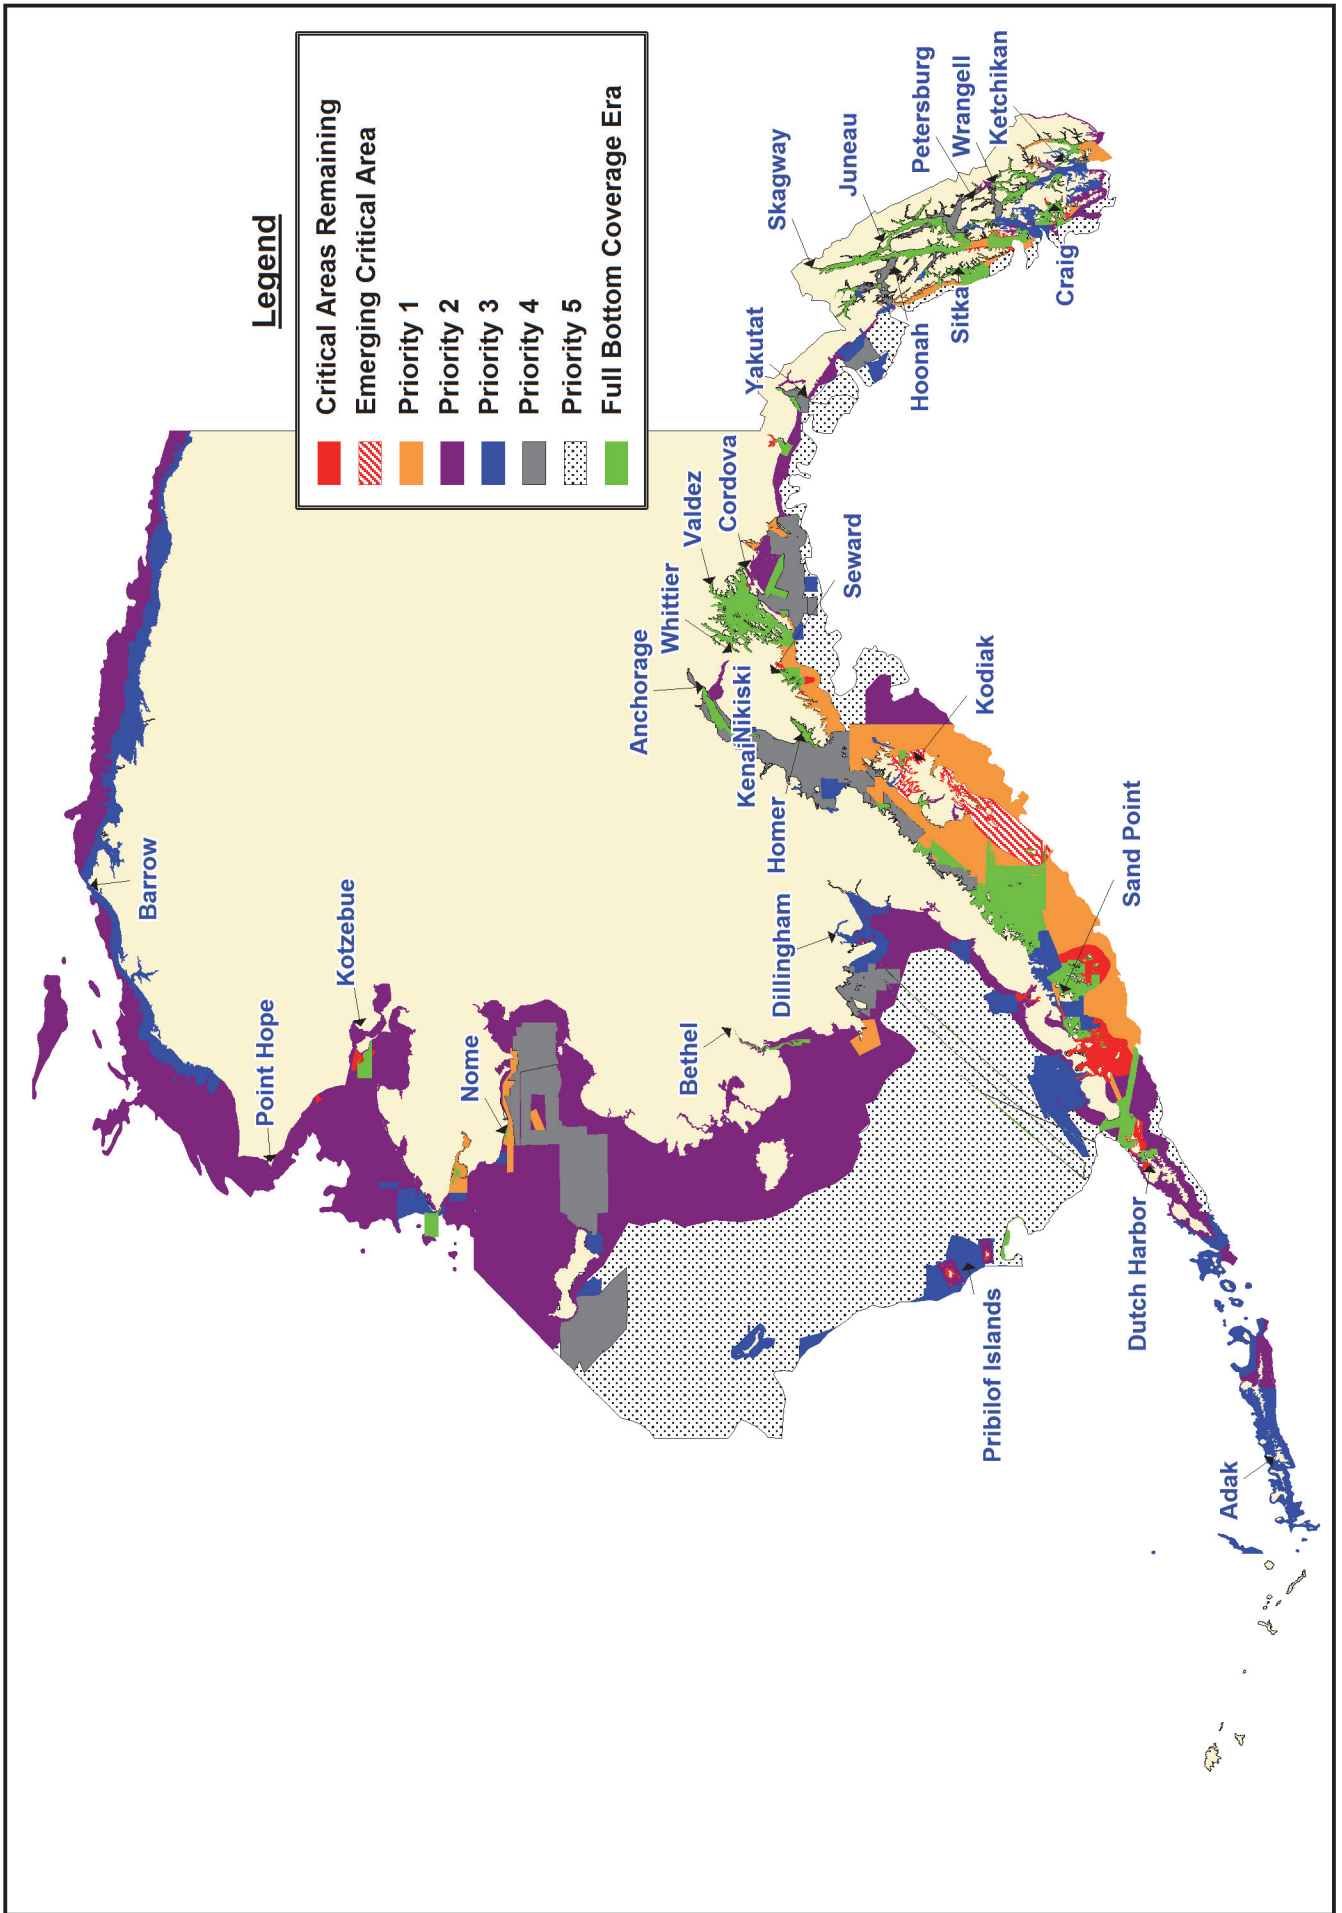 Legend
Critical Areas Remaining
Emerging Critical Area
Priority 1
Priority 2
Priority 3
Priority 4
Priority 5
Full Bottom Coverage Era
Barrow
Point Hope
Kotzebue
Nome
Bethel
Dillingham
Anchorage
Whittier
Valdez
Cordova
Kenai
Nikiski
Homer
Seward
Kodiak
Sand Point
Dutch Harbor
Pribilof Islands
Adak
Yakutat
Skagway
Juneau
Hoonah
Sitka
Petersburg
Wrangell
Ketchikan
Craig